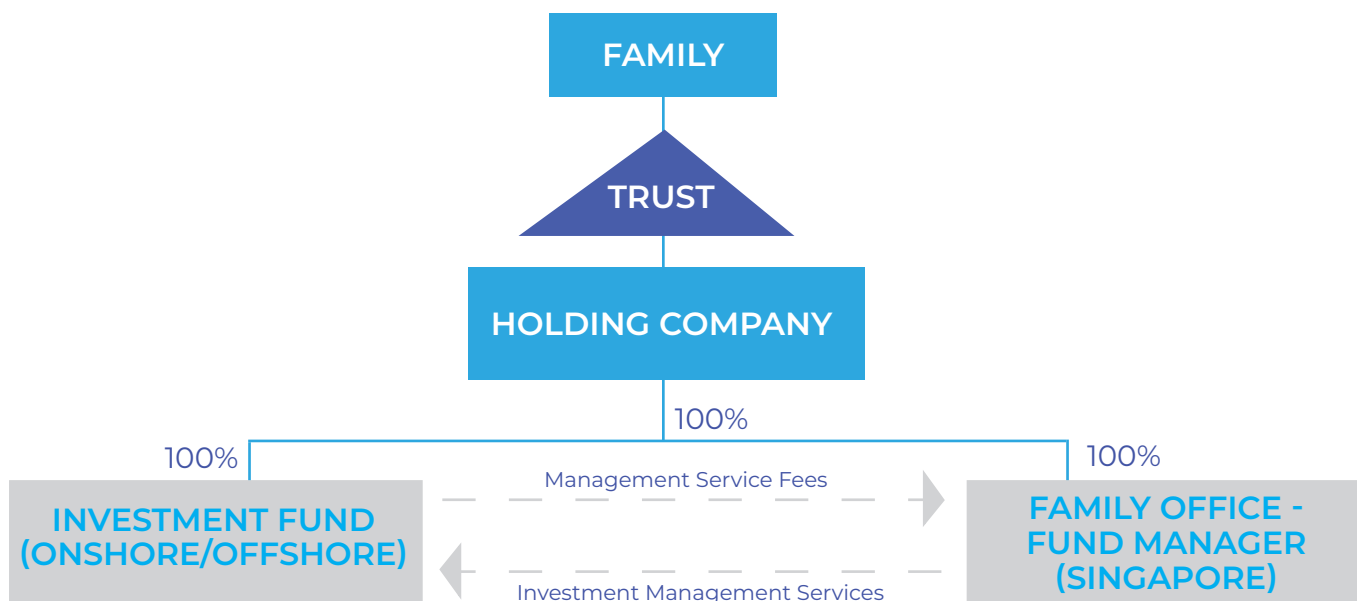 FAMILY
TRUST
HOLDING COMPANY
100%
100%
100%
Management Service Fees
INVESTMENT FUND
(ONSHORE/OFFSHORE)
FAMILY OFFICE -
FUND MANAGER
(SINGAPORE)
Investment Management Services